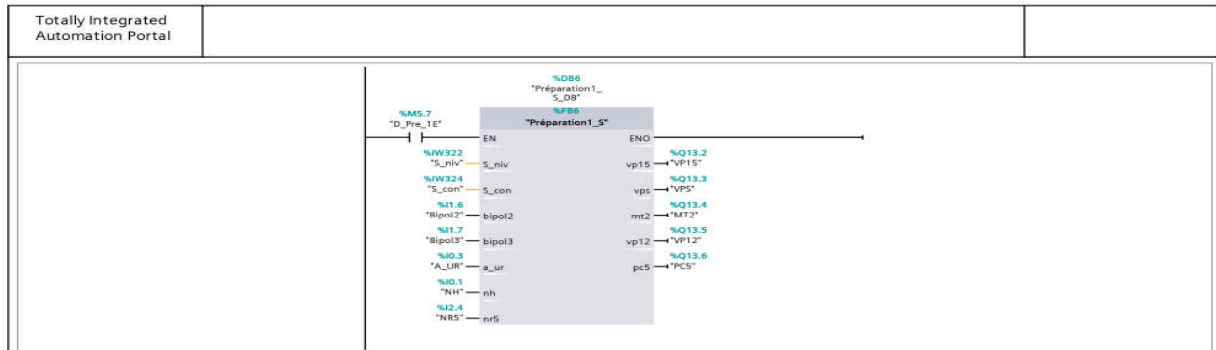 Totally Integrated
Automation Portal
%DB6
"Préparation1_
S_DB"
%M5.7
"D_Pre_1E"
%FB6
"Préparation1_S"
EN
ENO
%IW322
"S_niv"
S_niv
%IW324
"S_con"
S_con
%I1.6
"Bipol2"
bipol2
%I1.7
"Bipol3"
bipol3
%I0.3
"A_UR"
a_ur
%I0.1
"NH"
nh
%I2.4
"NR5"
nr5
vp15
%Q13.2
"VP15"
vps
%Q13.3
"VPS"
mt2
%Q13.4
"MT2"
vp12
%Q13.5
"VP12"
pc5
%Q13.6
"PC5"